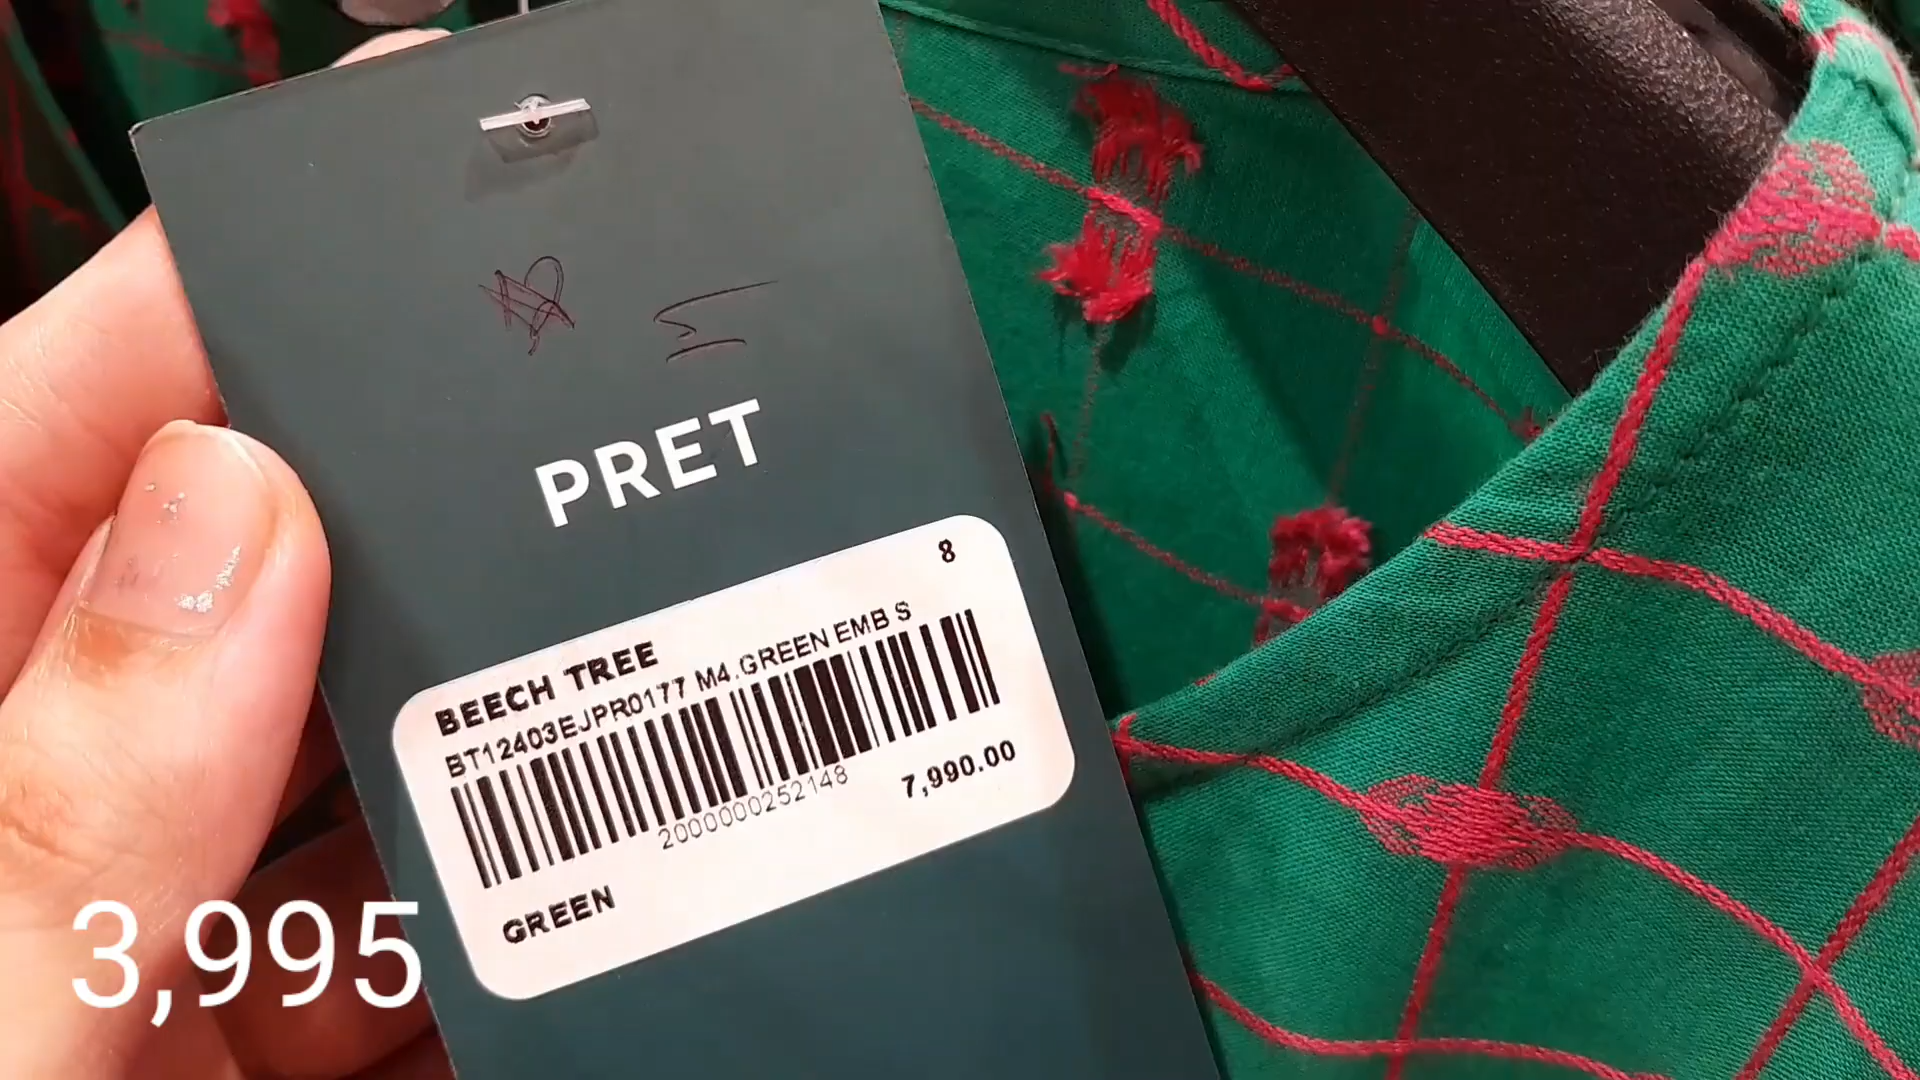 PRET
8
BEECH TREE
BT12403EJPR0177 M4.GREEN EMB S
2000000252148
7,990.00
GREEN
3,995